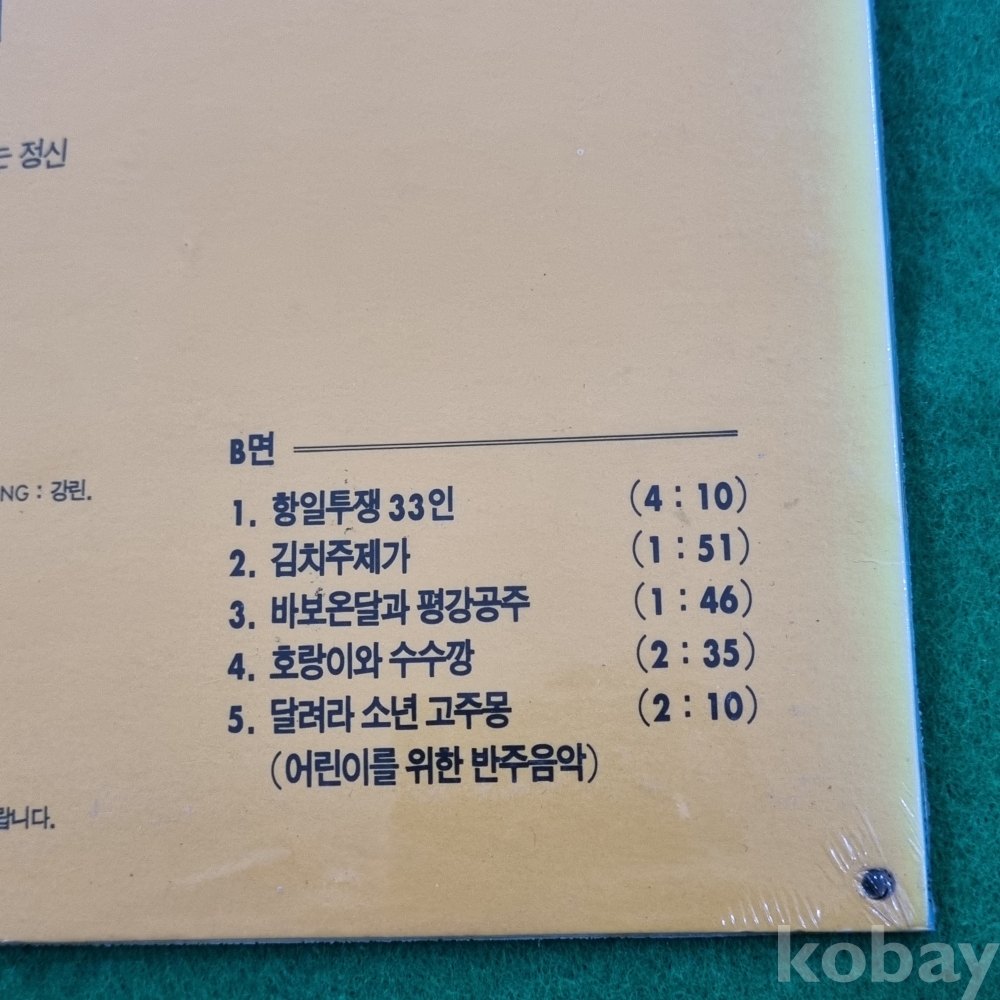 는 정신
B면
NG : 강린.
1. 항일투쟁 33인 (4 : 10)
2. 김치주제가 (1 : 51)
3. 바보온달과 평강공주 (1 : 46)
4. 호랑이와 수수깡 (2 : 35)
5. 달려라 소년 고주몽 (2 : 10)
(어린이를 위한 반주음악)
랍니다.
kobay